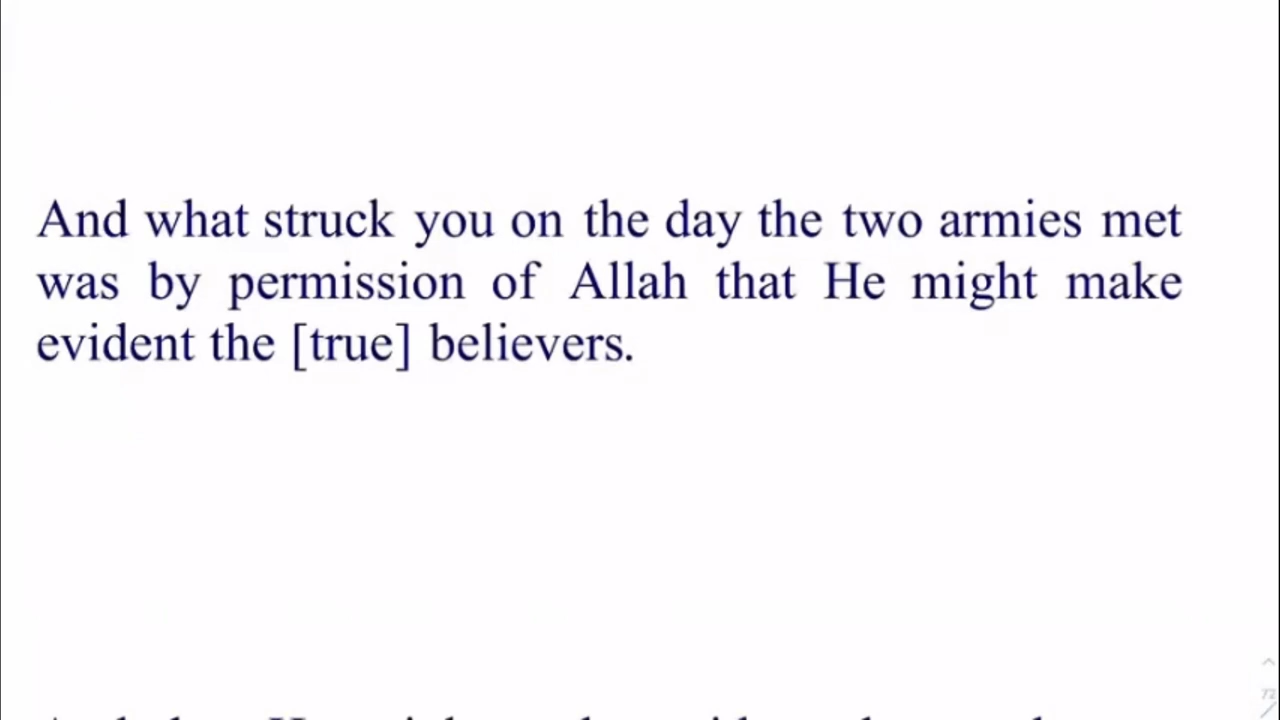 And what struck you on the day the two armies met
was by permission of Allah that He might make
evident the [true] believers.
72